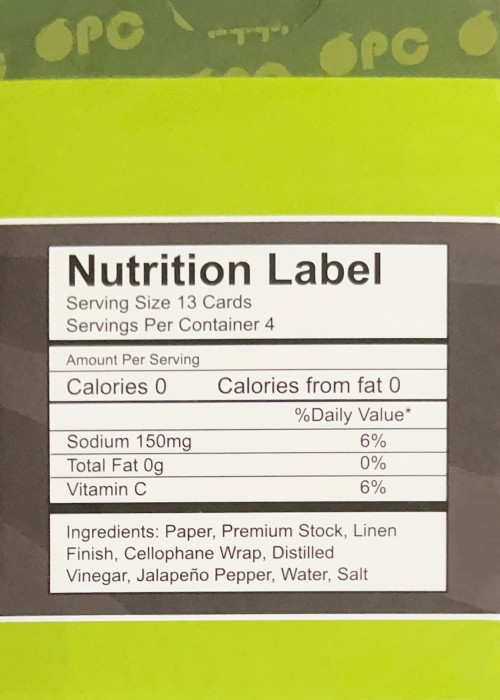 OPC
OPC
Nutrition Label
Serving Size 13 Cards
Servings Per Container 4
Amount Per Serving
Calories 0 Calories from fat 0
%Daily Value*
Sodium 150mg 6%
Total Fat 0g 0%
Vitamin C 6%
Ingredients: Paper, Premium Stock, Linen
Finish, Cellophane Wrap, Distilled
Vinegar, Jalapeño Pepper, Water, Salt